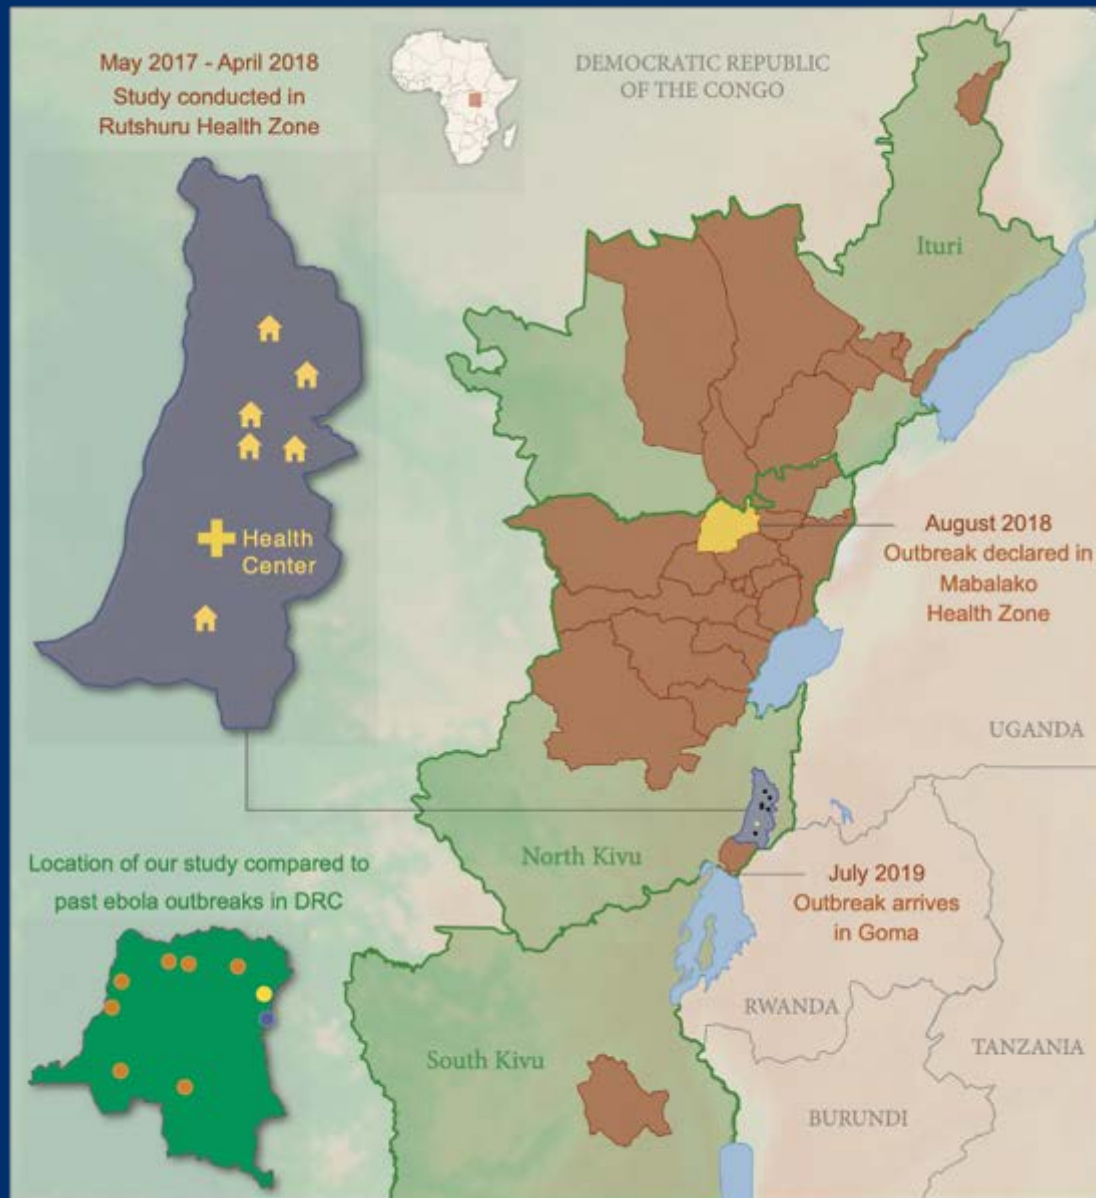 May 2017 - April 2018
Study conducted in
Rutshuru Health Zone
DEMOCRATIC REPUBLIC
OF THE CONGO
Ituri
Health
Center
August 2018
Outbreak declared in
Mabalako
Health Zone
UGANDA
North Kivu
Location of our study compared to
past ebola outbreaks in DRC
July 2019
Outbreak arrives
in Goma
RWANDA
TANZANIA
South Kivu
BURUNDI